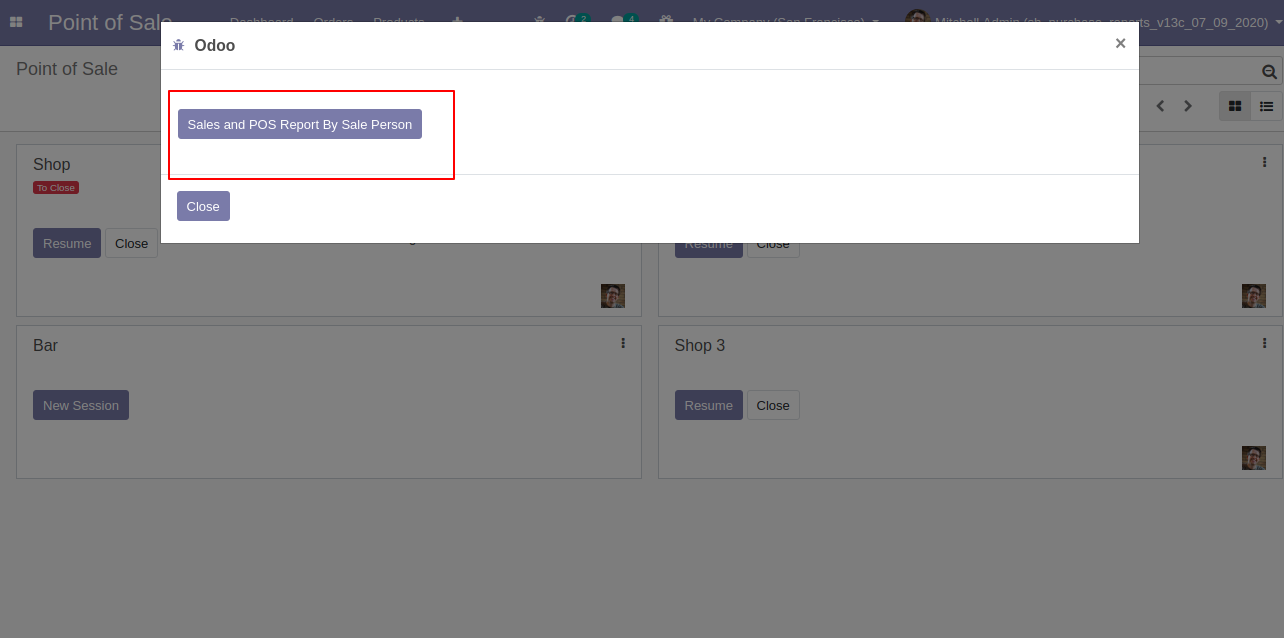 Point of Sale
Dashboard Orders Products
2
4
My Company (San Francisco)
Mitchell Admin (sh_purchase_reports_v13c_07_09_2020)
Odoo
×
Point of Sale
Sales and POS Report By Sale Person
Close
Shop
To Close
Resume Close
Resume Close
Bar
New Session
Shop 3
Resume Close